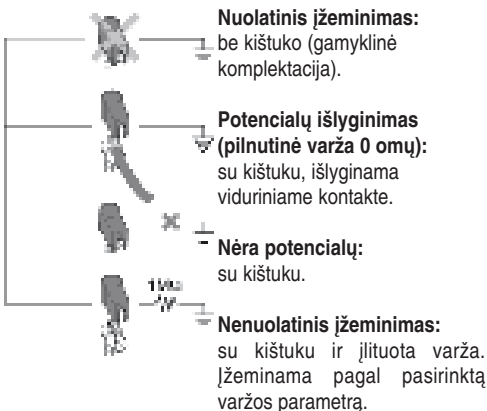 Nuolatinis įžeminimas:
be kištuko (gamyklinė
komplektacija).
Potencialų išlyginimas
(pilnutinė varža 0 omų):
su kištuku, išlyginama
viduriniame kontakte.
Nėra potencialų:
su kištuku.
Nenuolatinis įžeminimas:
su kištuku ir įlituota varža.
Įžeminama pagal pasirinktą
varžos parametrą.